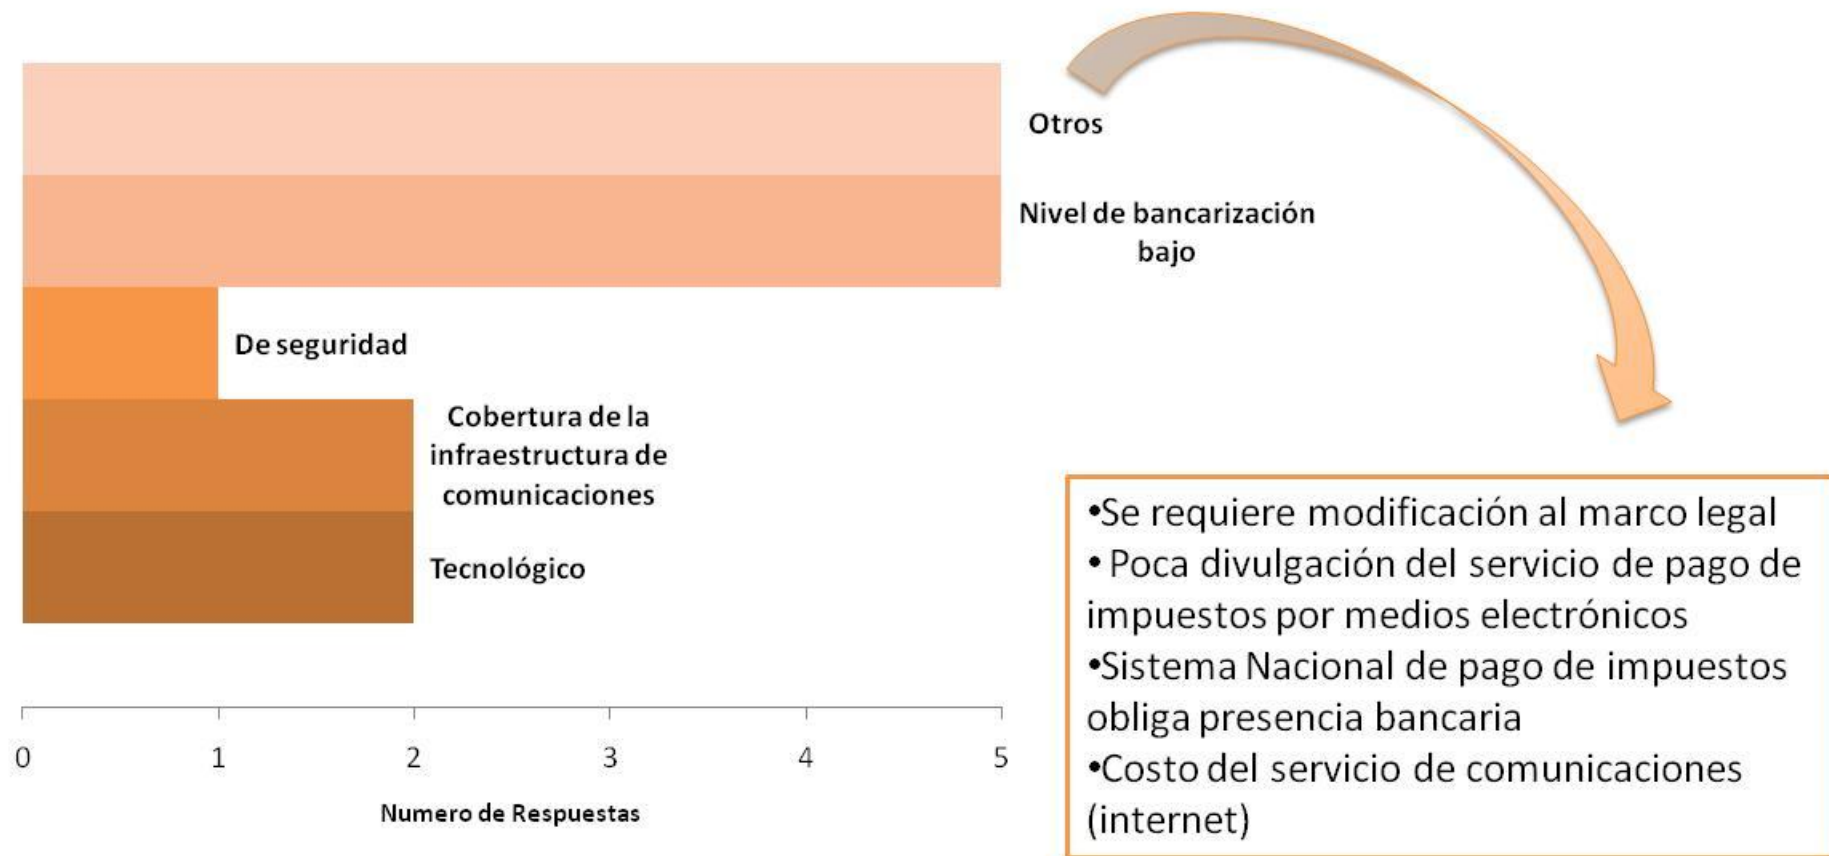 Otros
Nivel de bancarización
bajo
De seguridad
Cobertura de la
infraestructura de
comunicaciones
Tecnológico
0 1 2 3 4 5
Numero de Respuestas
•Se requiere modificación al marco legal
• Poca divulgación del servicio de pago de
impuestos por medios electrónicos
•Sistema Nacional de pago de impuestos
obliga presencia bancaria
•Costo del servicio de comunicaciones
(internet)